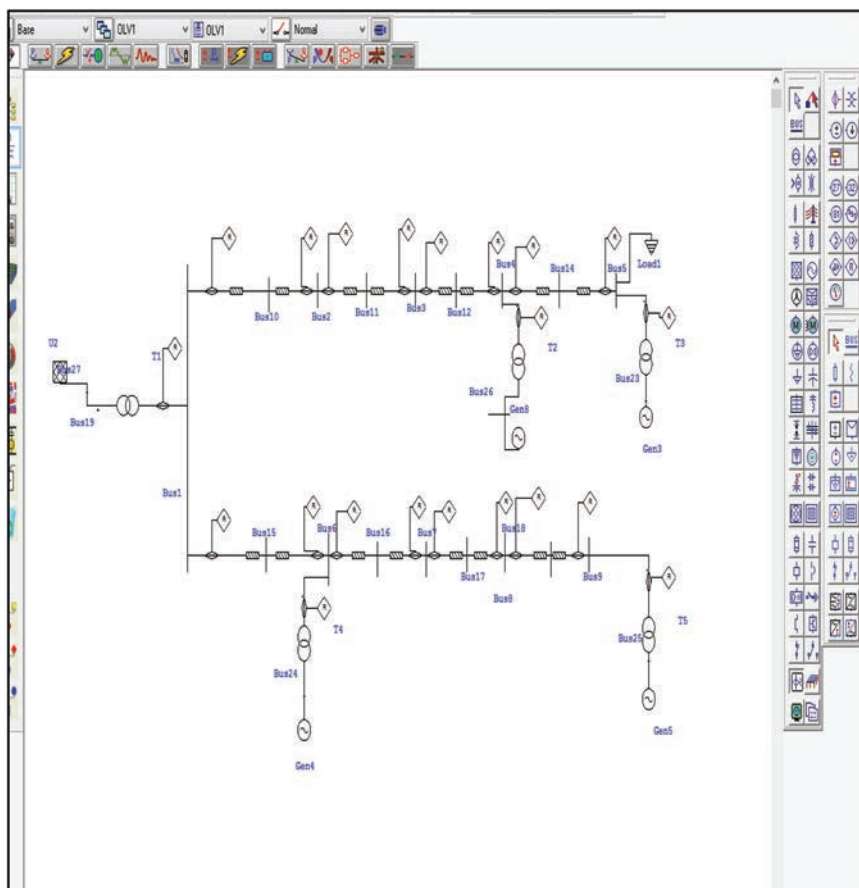 Base OLV1 OLV1 Normal
BUS
R R R R R R R R
Bus4 Bus14 Bus5 Load1
Bus10 Bus2 Bus11 Bus3 Bus12
U2 T1 R R T2 R T3
Bus27
Bus26 Bus23
Bus19 Gen8
Gen3
BUS
Bus1
R R R R R R R
Bus15 Bus6 Bus16 Bus7 Bus18
Bus17 Bus9
Bus8
R R
T4 T5
Bus24 Bus25
Gen4 Gen5